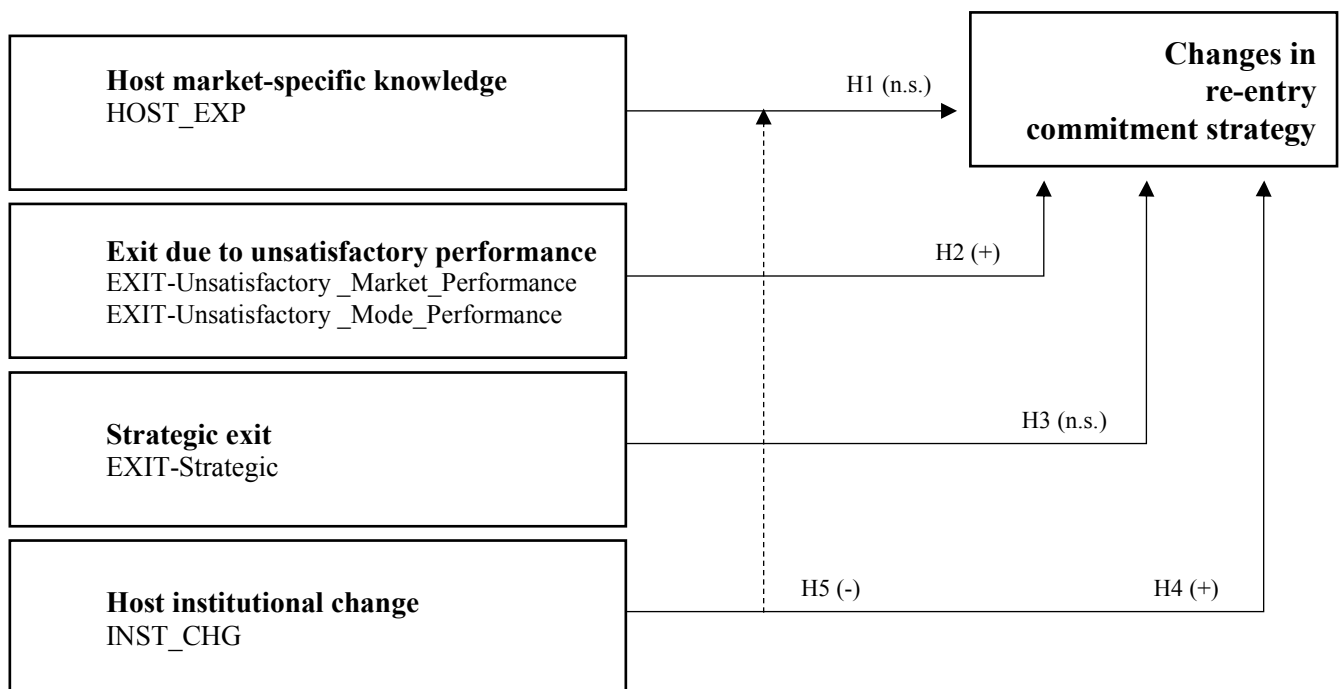 Host market-specific knowledge
HOST_EXP
H1 (n.s.)
Changes in
re-entry
commitment strategy
Exit due to unsatisfactory performance
EXIT-Unsatisfactory _Market_Performance
EXIT-Unsatisfactory _Mode_Performance
H2 (+)
Strategic exit
EXIT-Strategic
H3 (n.s.)
Host institutional change
INST_CHG
H5 (-)
H4 (+)